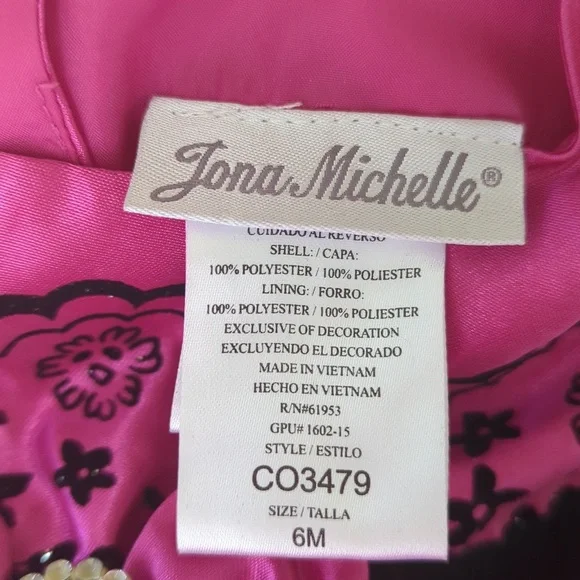 Jona Michelle®
CUIDADO AL REVERSO
SHELL: / CAPA:
100% POLYESTER / 100% POLIESTER
LINING: / FORRO:
100% POLYESTER / 100% POLIESTER
EXCLUSIVE OF DECORATION
EXCLUYENDO EL DECORADO
MADE IN VIETNAM
HECHO EN VIETNAM
R/N#61953
GPU# 1602-15
STYLE / ESTILO
CO3479
SIZE / TALLA
6M